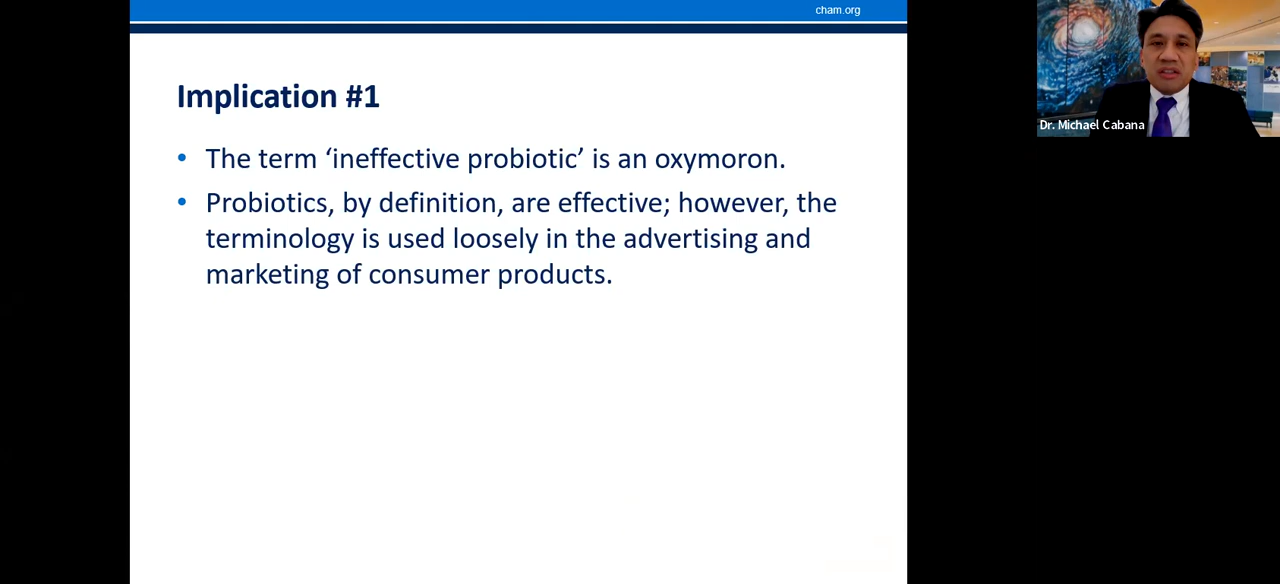 cham.org
Implication #1
• The term ‘ineffective probiotic’ is an oxymoron.
• Probiotics, by definition, are effective; however, the
terminology is used loosely in the advertising and
marketing of consumer products.
Dr. Michael Cabana